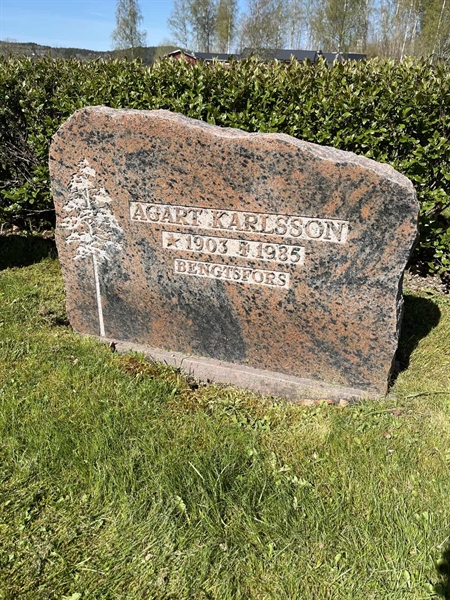 AGART KARLSSON
★ 1903 ✝ 1985
BENGTSFORS